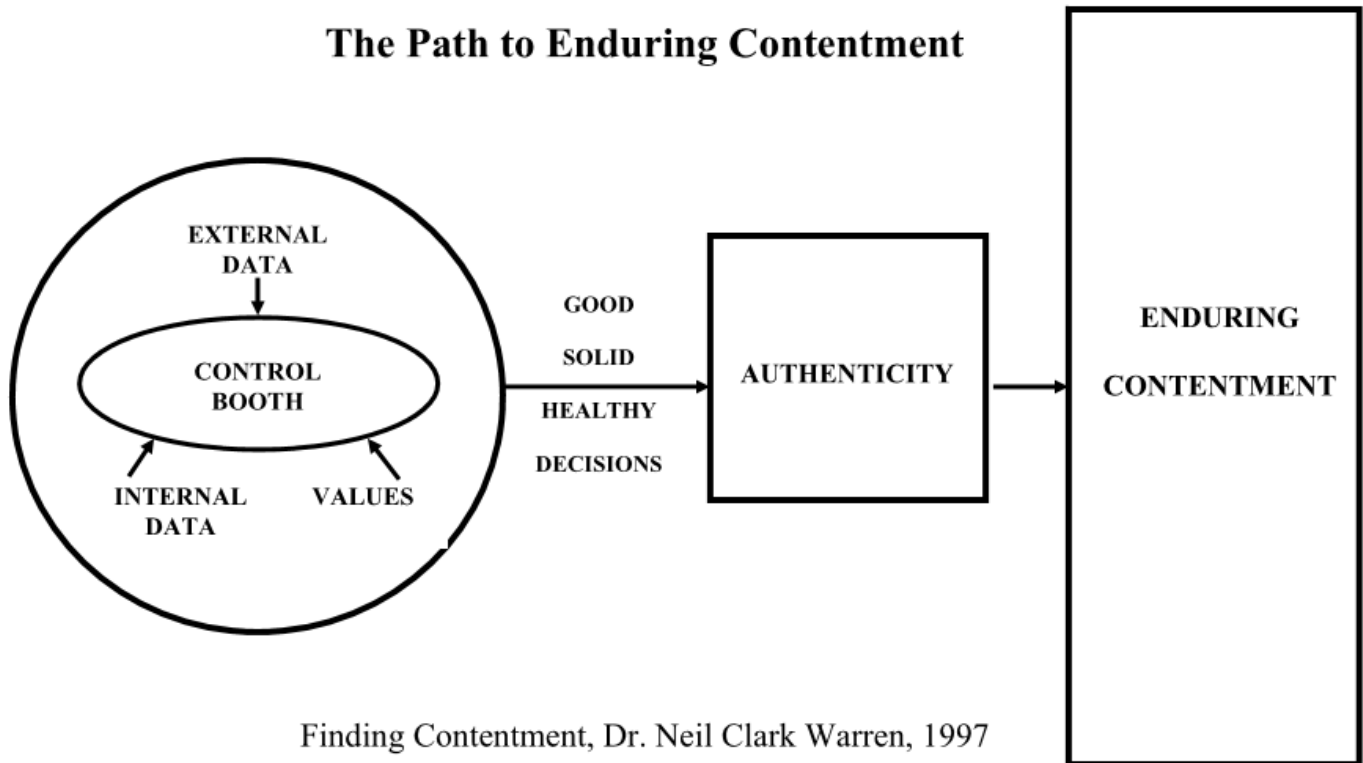 The Path to Enduring Contentment
EXTERNAL
DATA
CONTROL
BOOTH
INTERNAL
DATA
VALUES
GOOD
SOLID
HEALTHY
DECISIONS
AUTHENTICITY
ENDURING
CONTENTMENT
Finding Contentment, Dr. Neil Clark Warren, 1997